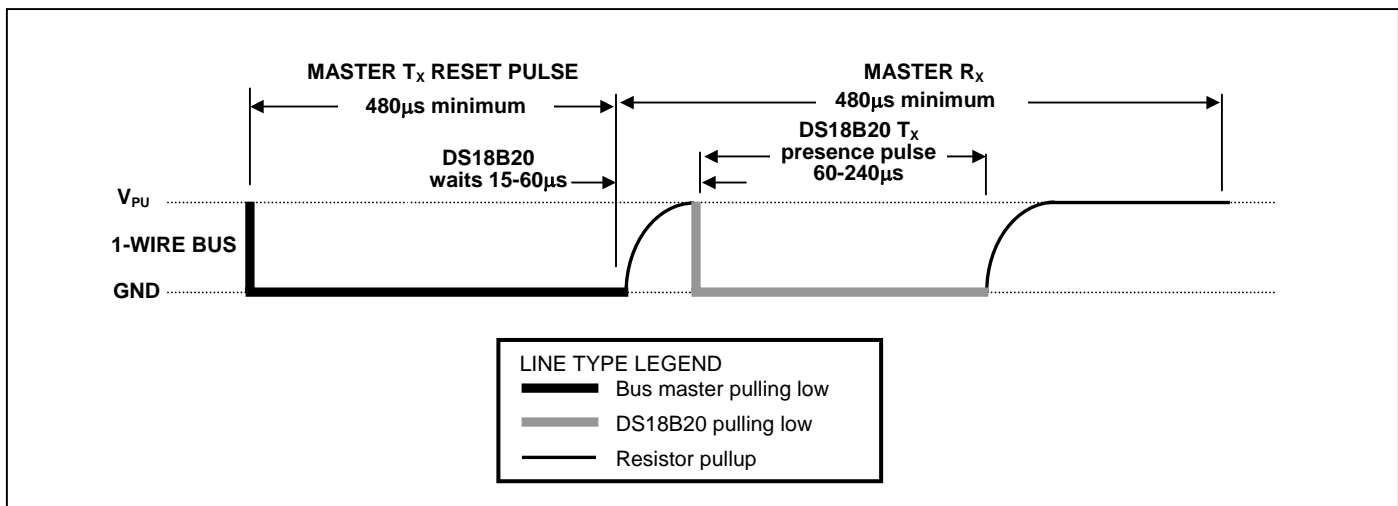 MASTER TX RESET PULSE
480μs minimum
MASTER RX
480μs minimum
DS18B20
waits 15-60μs
DS18B20 TX
presence pulse
60-240μs
VPU
1-WIRE BUS
GND
LINE TYPE LEGEND
Bus master pulling low
DS18B20 pulling low
Resistor pullup